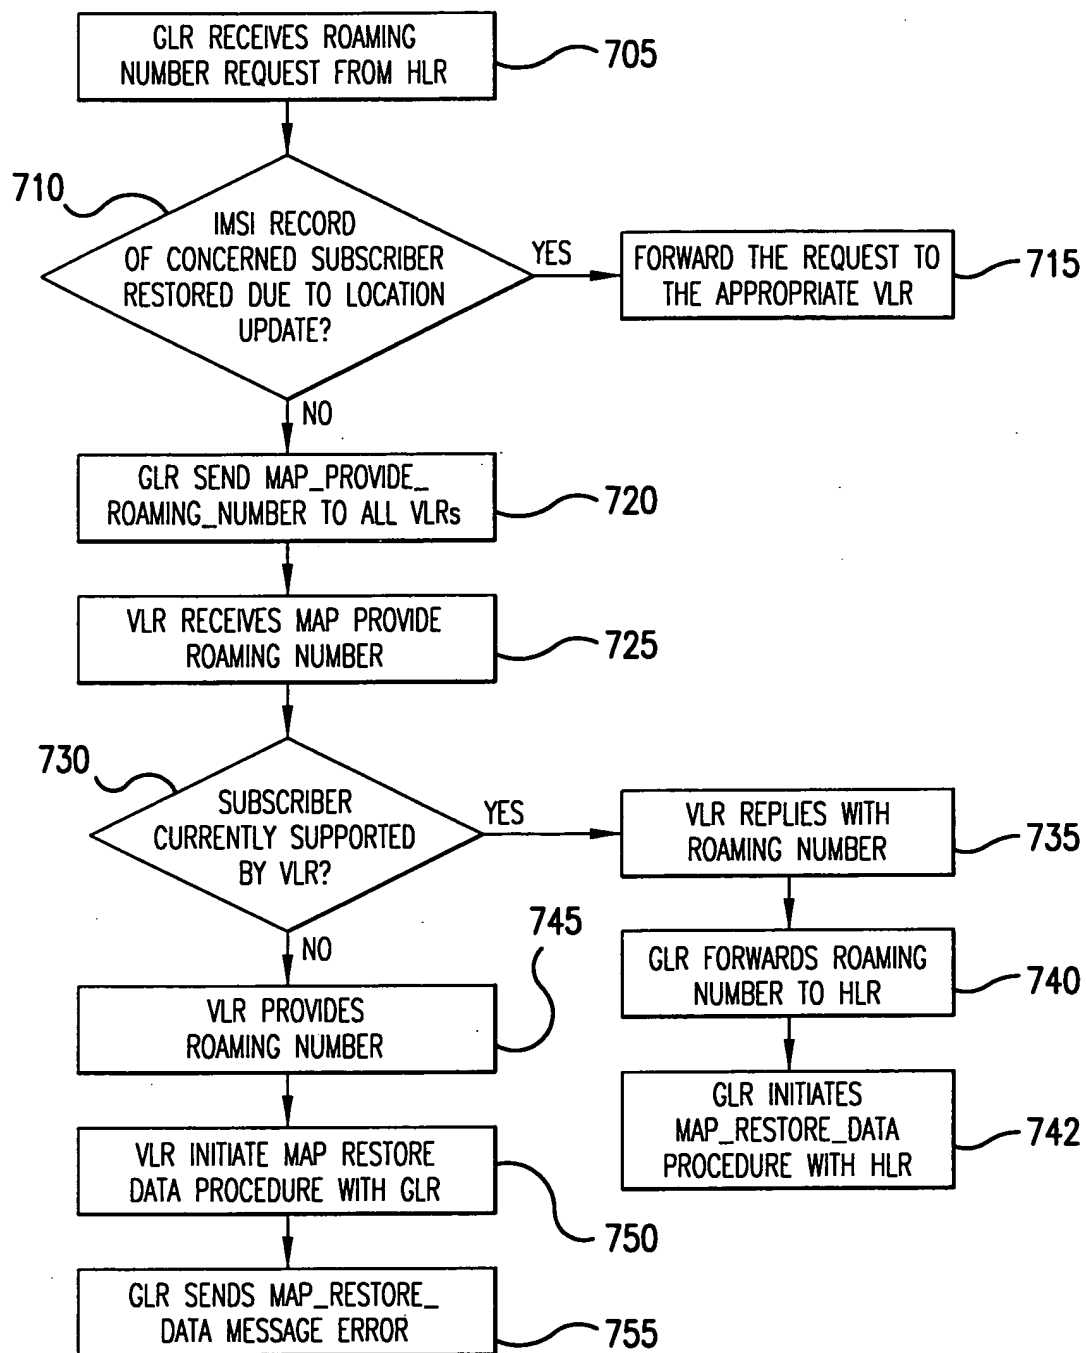 GLR RECEIVES ROAMING
NUMBER REQUEST FROM HLR
705
710
IMSI RECORD
OF CONCERNED SUBSCRIBER
RESTORED DUE TO LOCATION
UPDATE?
YES
FORWARD THE REQUEST TO
THE APPROPRIATE VLR
715
NO
GLR SEND MAP_PROVIDE_
ROAMING_NUMBER TO ALL VLRs
720
VLR RECEIVES MAP PROVIDE
ROAMING NUMBER
725
730
SUBSCRIBER
CURRENTLY SUPPORTED
BY VLR?
YES
VLR REPLIES WITH
ROAMING NUMBER
735
NO
745
GLR FORWARDS ROAMING
NUMBER TO HLR
740
VLR PROVIDES
ROAMING NUMBER
GLR INITIATES
MAP_RESTORE_DATA
PROCEDURE WITH HLR
742
VLR INITIATE MAP RESTORE
DATA PROCEDURE WITH GLR
750
GLR SENDS MAP_RESTORE_
DATA MESSAGE ERROR
755